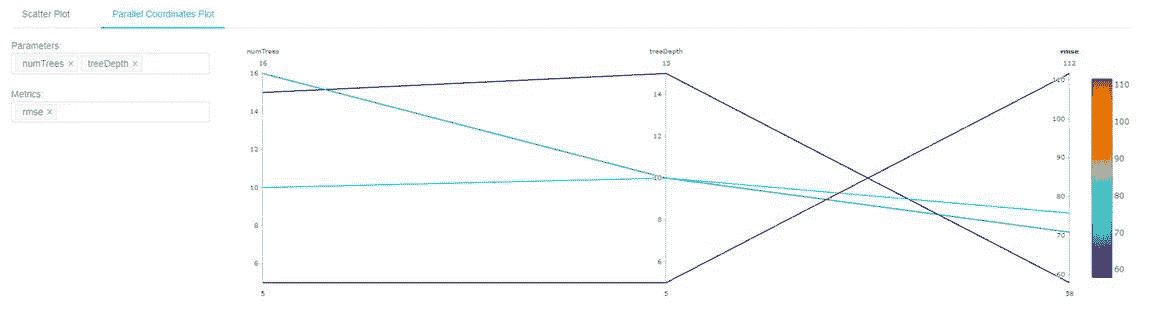 Scatter Plot
Parallel Coordinates Plot
Parameters:
numTrees ×
treeDepth ×
Metrics:
rmse ×
numTrees
16
16
14
12
10
8
6
5
treeDepth
14
12
10
8
6
5
rmse
112
110
100
90
80
70
60
58
110
100
90
80
70
60